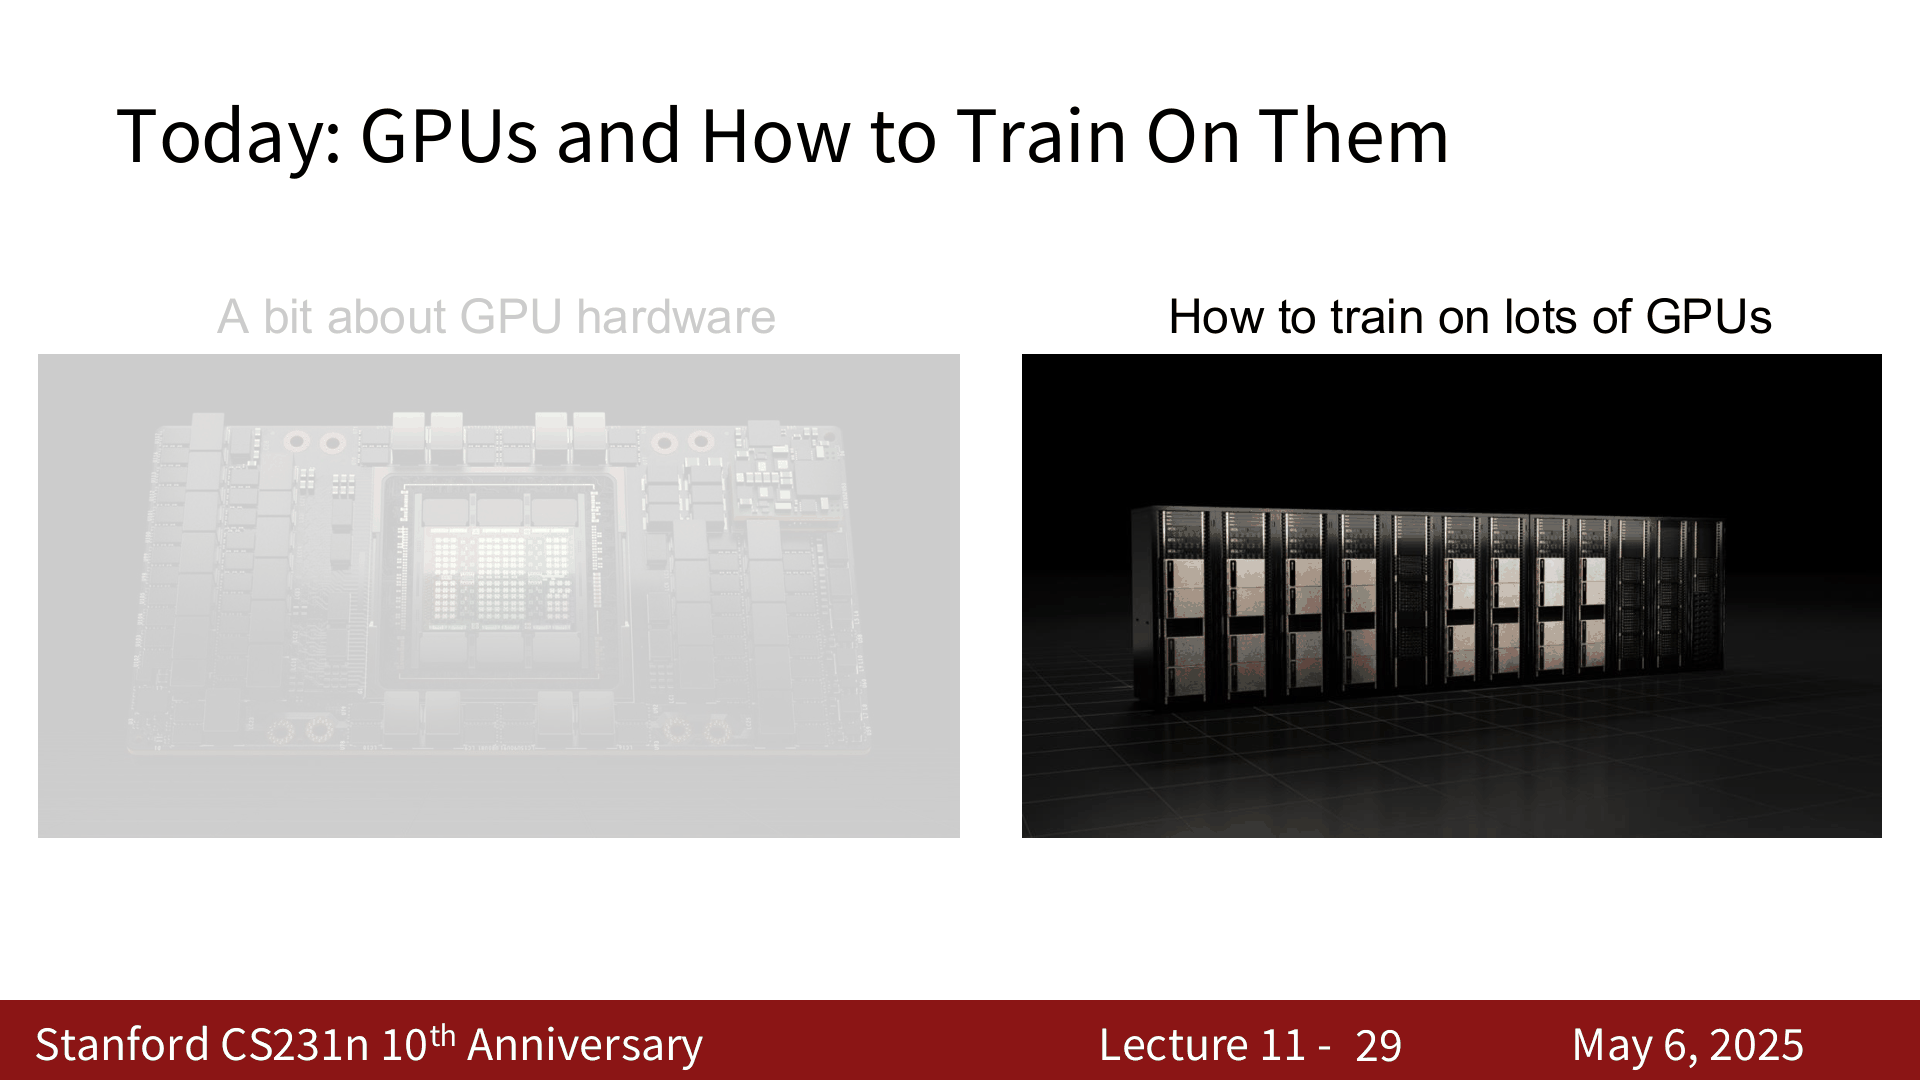 Today: GPUs and How to Train On Them
A bit about GPU hardware
How to train on lots of GPUs
Stanford CS231n 10th Anniversary
Lecture 11 - 29
May 6, 2025